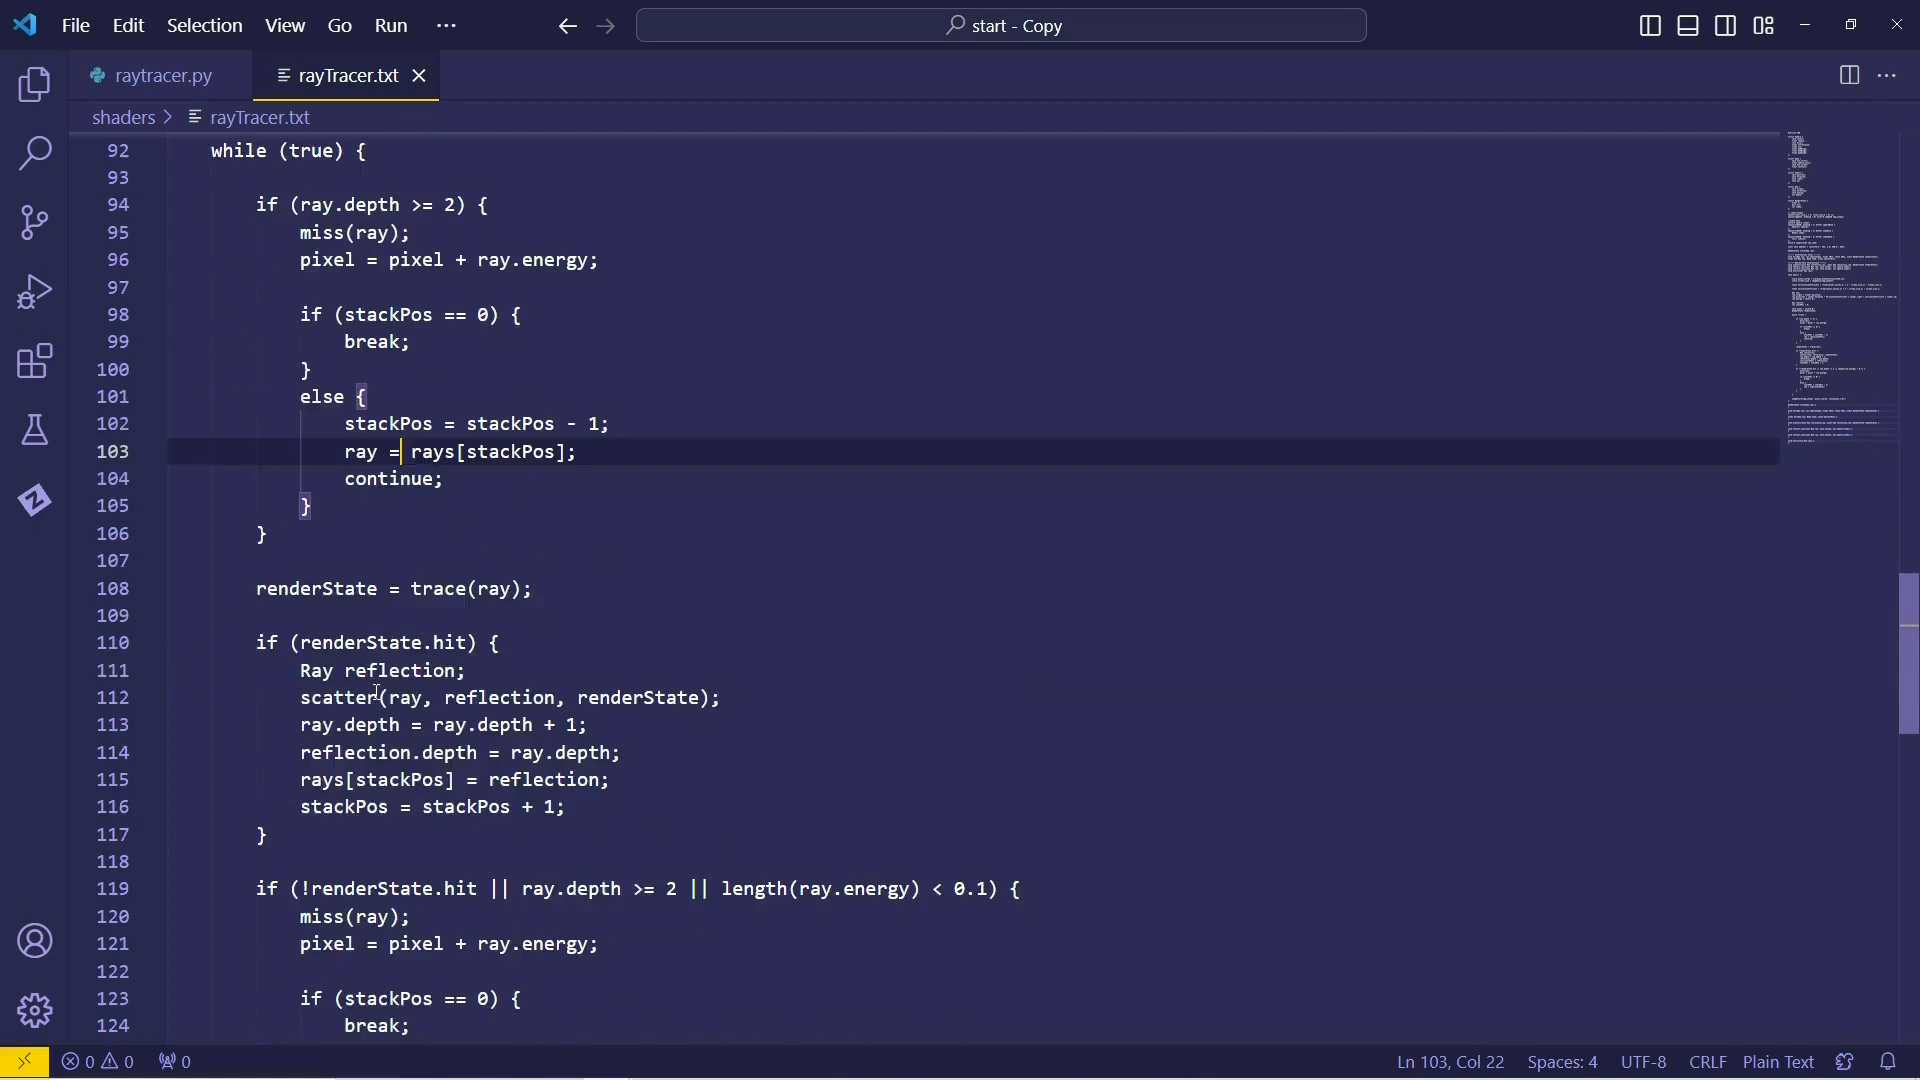 File Edit Selection View Go Run ···
start - Copy
raytracer.py
rayTracer.txt
shaders > rayTracer.txt
92 while (true) {
93
94 if (ray.depth >= 2) {
95 miss(ray);
96 pixel = pixel + ray.energy;
97
98 if (stackPos == 0) {
99 break;
100 }
101 else {
102 stackPos = stackPos - 1;
103 ray = rays[stackPos];
104 continue;
105 }
106 }
107
108 renderState = trace(ray);
109
110 if (renderState.hit) {
111 Ray reflection;
112 scatter(ray, reflection, renderState);
113 ray.depth = ray.depth + 1;
114 reflection.depth = ray.depth;
115 rays[stackPos] = reflection;
116 stackPos = stackPos + 1;
117 }
118
119 if (!renderState.hit || ray.depth >= 2 || length(ray.energy) < 0.1) {
120 miss(ray);
121 pixel = pixel + ray.energy;
122
123 if (stackPos == 0) {
124 break;
0 0 0 Ln 103, Col 22 Spaces: 4 UTF-8 CRLF Plain Text